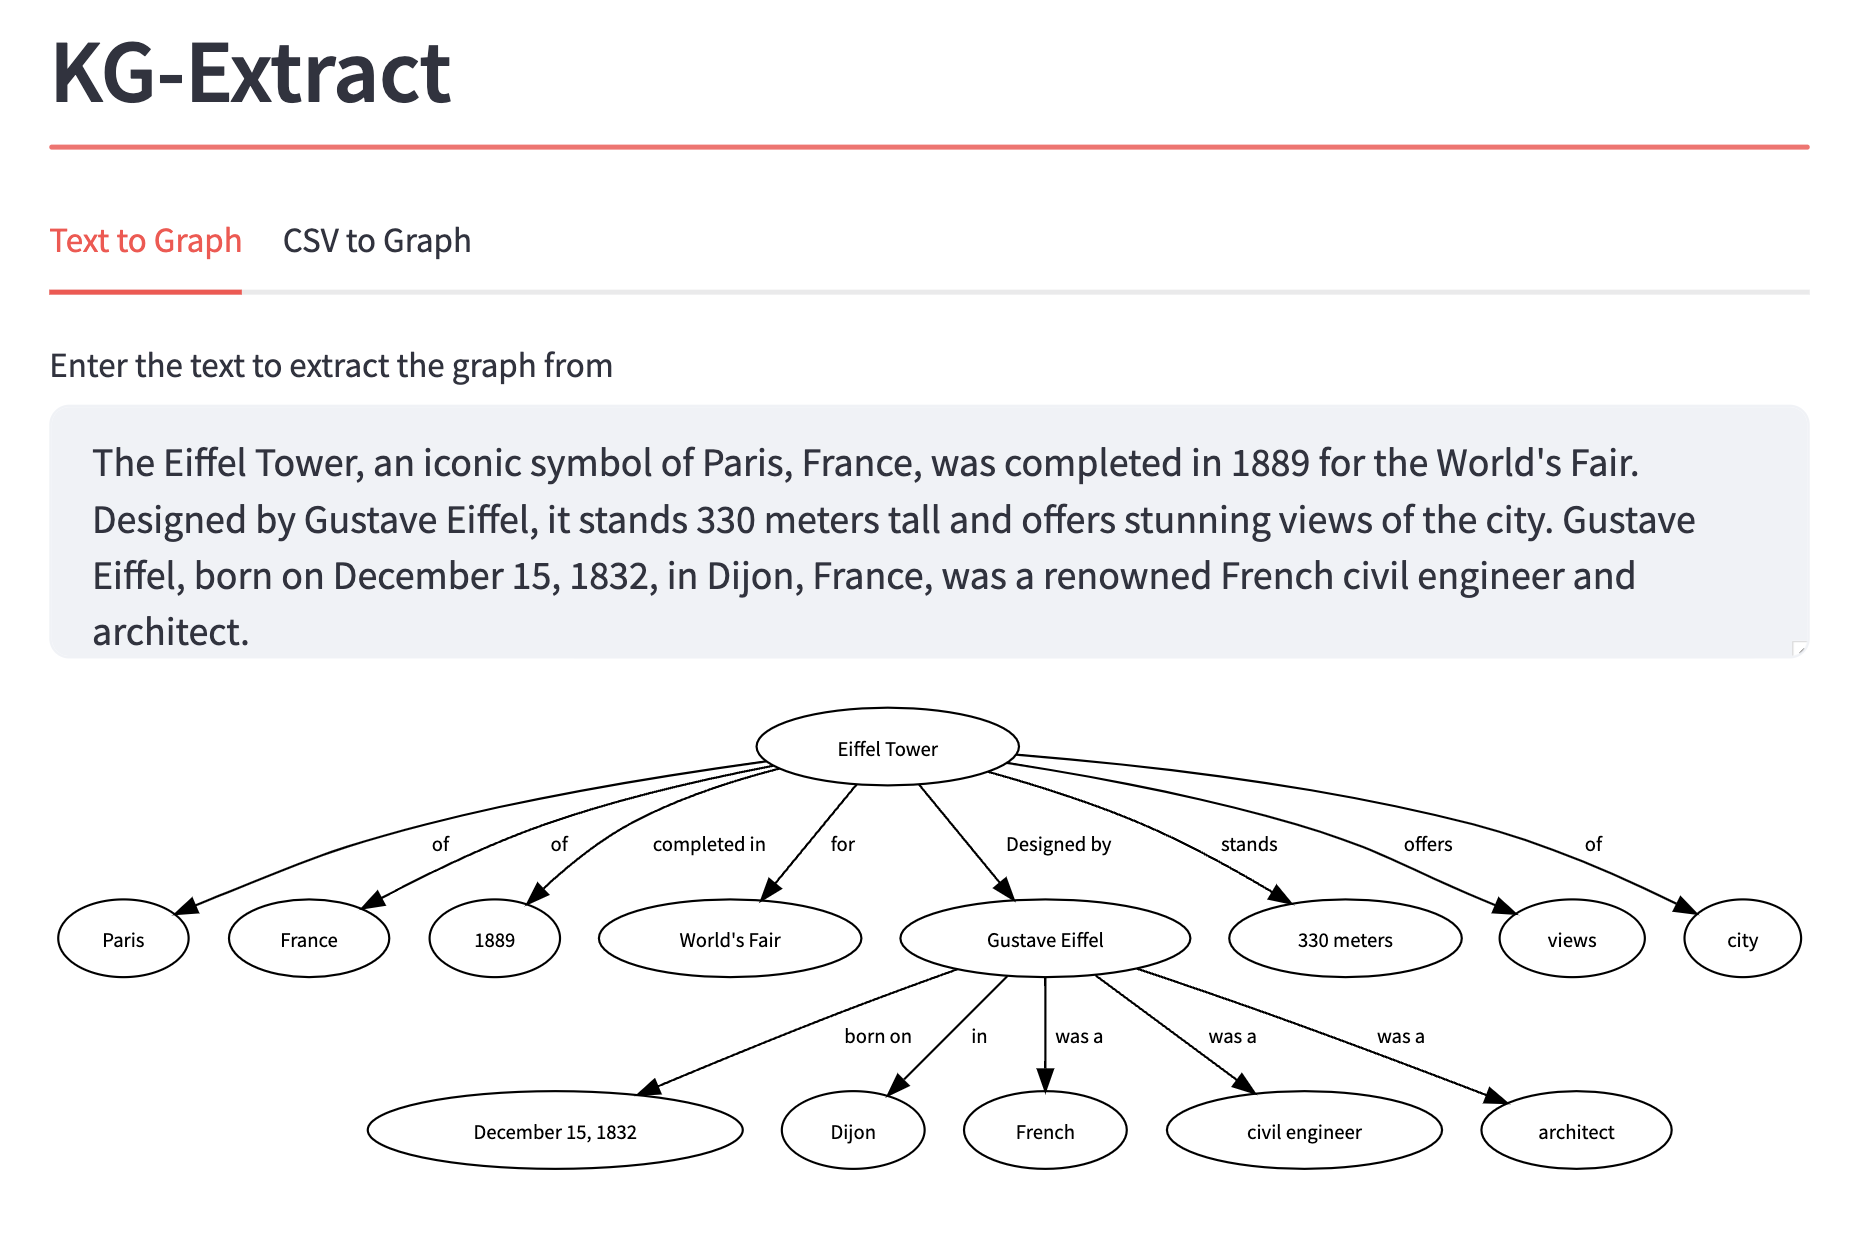 KG-Extract
Text to Graph CSV to Graph
Enter the text to extract the graph from
The Eiffel Tower, an iconic symbol of Paris, France, was completed in 1889 for the World's Fair.
Designed by Gustave Eiffel, it stands 330 meters tall and offers stunning views of the city. Gustave
Eiffel, born on December 15, 1832, in Dijon, France, was a renowned French civil engineer and
architect.
Eiffel Tower
of of completed in for Designed by stands offers of
Paris France 1889 World's Fair Gustave Eiffel 330 meters views city
born on in was a was a was a
December 15, 1832 Dijon French civil engineer architect